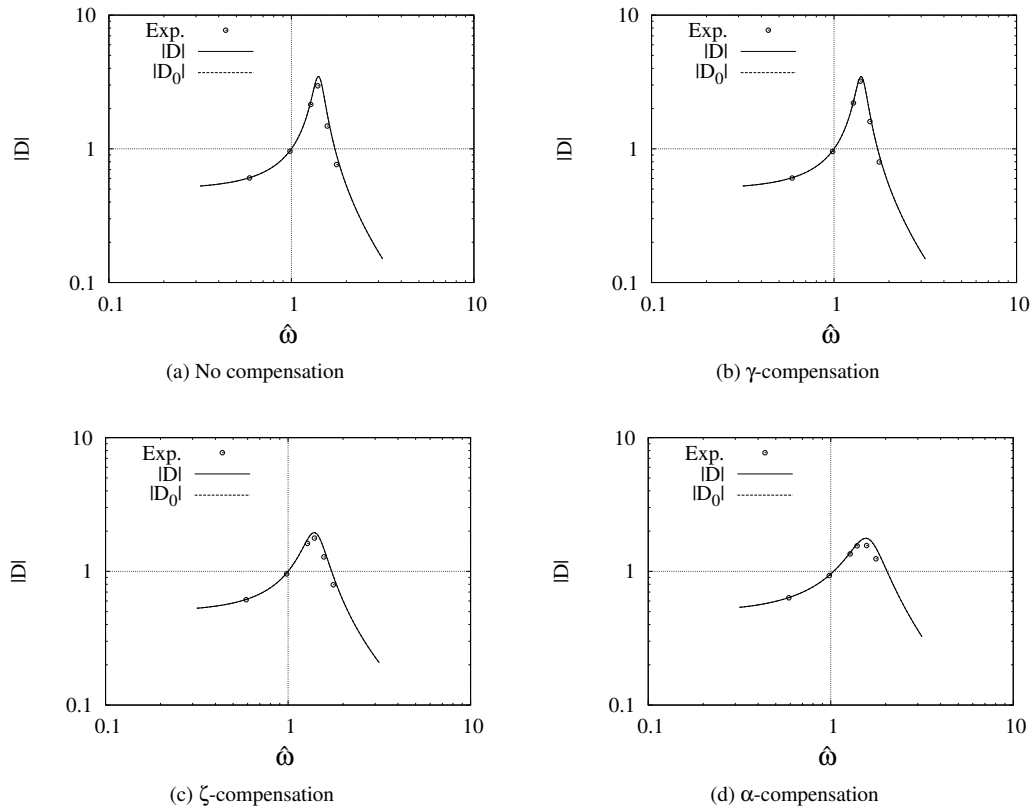 10
1
0.1
|D|
Exp.
|D|
|D₀|
0.1 1 10
ω̂
(a) No compensation
10
1
0.1
|D|
Exp.
|D|
|D₀|
0.1 1 10
ω̂
(b) γ-compensation
10
1
0.1
|D|
Exp.
|D|
|D₀|
0.1 1 10
ω̂
(c) ζ-compensation
10
1
0.1
|D|
Exp.
|D|
|D₀|
0.1 1 10
ω̂
(d) α-compensation